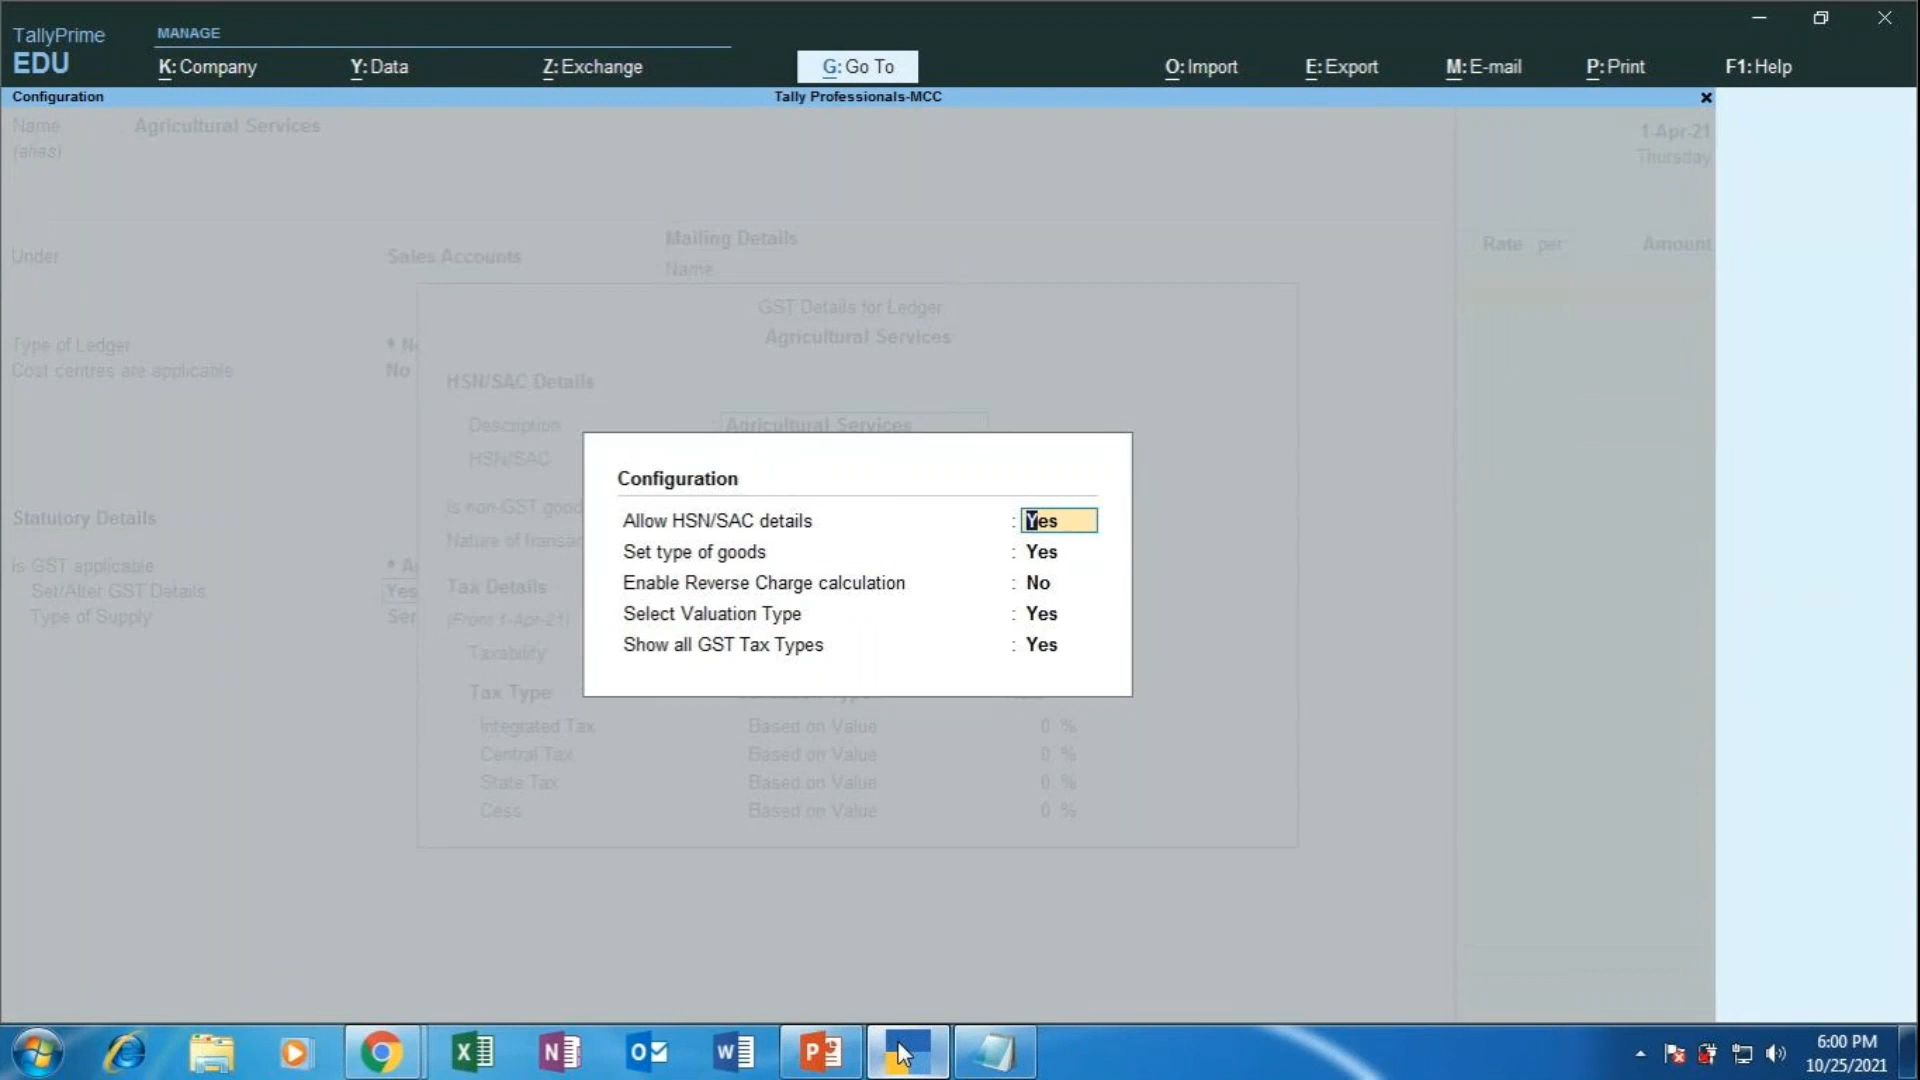 TallyPrime
EDU
MANAGE
K: Company
Y: Data
Z: Exchange
G: Go To
O: Import
E: Export
M: E-mail
P: Print
F1: Help
Configuration
Tally Professionals-MCC
Name : Agricultural Services
(alias)
1-Apr-21
Thursday
Under
Sales Accounts
Mailing Details
Name
Rate per
Amount
GST Details for Ledger
Agricultural Services
Type of Ledger
Cost centres are applicable
No
HSN/SAC Details
Description
Agricultural Services
HSN/SAC
Is non-GST
Statutory Details
Nature of
Is GST applicable
Set/Alter GST Details
Yes
Type of Supply
Tax Details
(From 1-Apr-21)
Taxability
Tax Type
Integrated Tax Based on Value 0 %
Central Tax Based on Value 0 %
State Tax Based on Value 0 %
Cess Based on Value 0 %
Configuration
Allow HSN/SAC details : Yes
Set type of goods : Yes
Enable Reverse Charge calculation : No
Select Valuation Type : Yes
Show all GST Tax Types : Yes
6:00 PM
10/25/2021